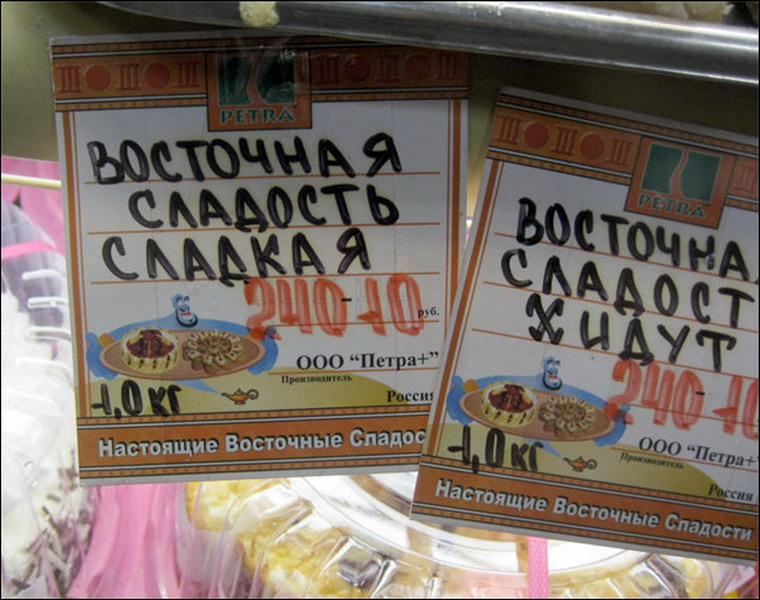 PETRA
ВОСТОЧНАЯ
СЛАДОСТЬ
СЛАДКАЯ
240-10
руб.
ООО "Петра+"
Производитель
Россия
1,0 кг
Настоящие Восточные Сладос
PETRA
ВОСТОЧНА
СЛАДОСТ
ХИДУТ
240-10
ООО "Петра+"
Производитель
Россия
1,0 кг
Настоящие Восточные Сладости